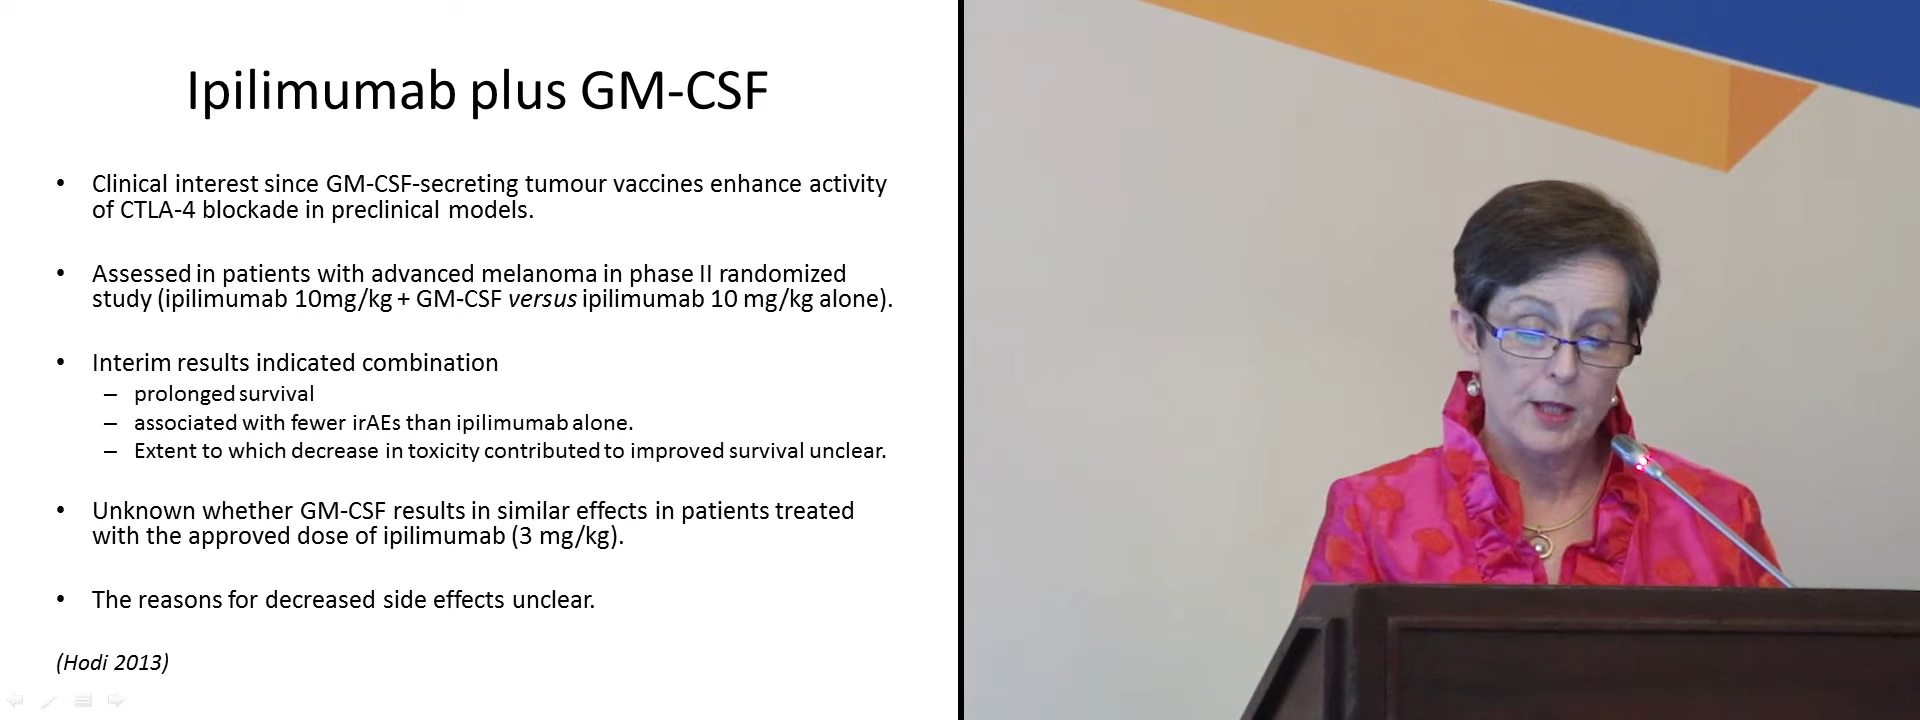 Ipilimumab plus GM-CSF
• Clinical interest since GM-CSF-secreting tumour vaccines enhance activity
of CTLA-4 blockade in preclinical models.
• Assessed in patients with advanced melanoma in phase II randomized
study (ipilimumab 10mg/kg + GM-CSF versus ipilimumab 10 mg/kg alone).
• Interim results indicated combination
– prolonged survival
– associated with fewer irAEs than ipilimumab alone.
– Extent to which decrease in toxicity contributed to improved survival unclear.
• Unknown whether GM-CSF results in similar effects in patients treated
with the approved dose of ipilimumab (3 mg/kg).
• The reasons for decreased side effects unclear.
(Hodi 2013)